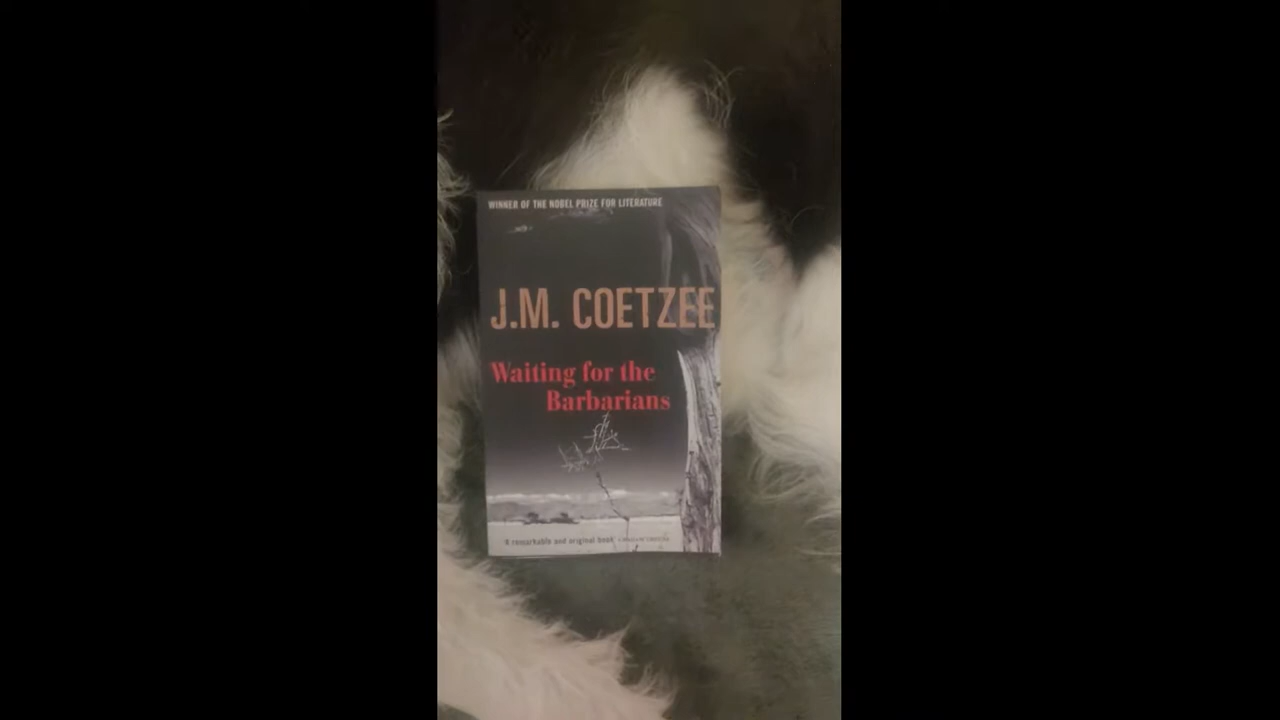 WINNER OF THE NOBEL PRIZE FOR LITERATURE
J.M. COETZEE
Waiting for the
Barbarians
remarkable and original book